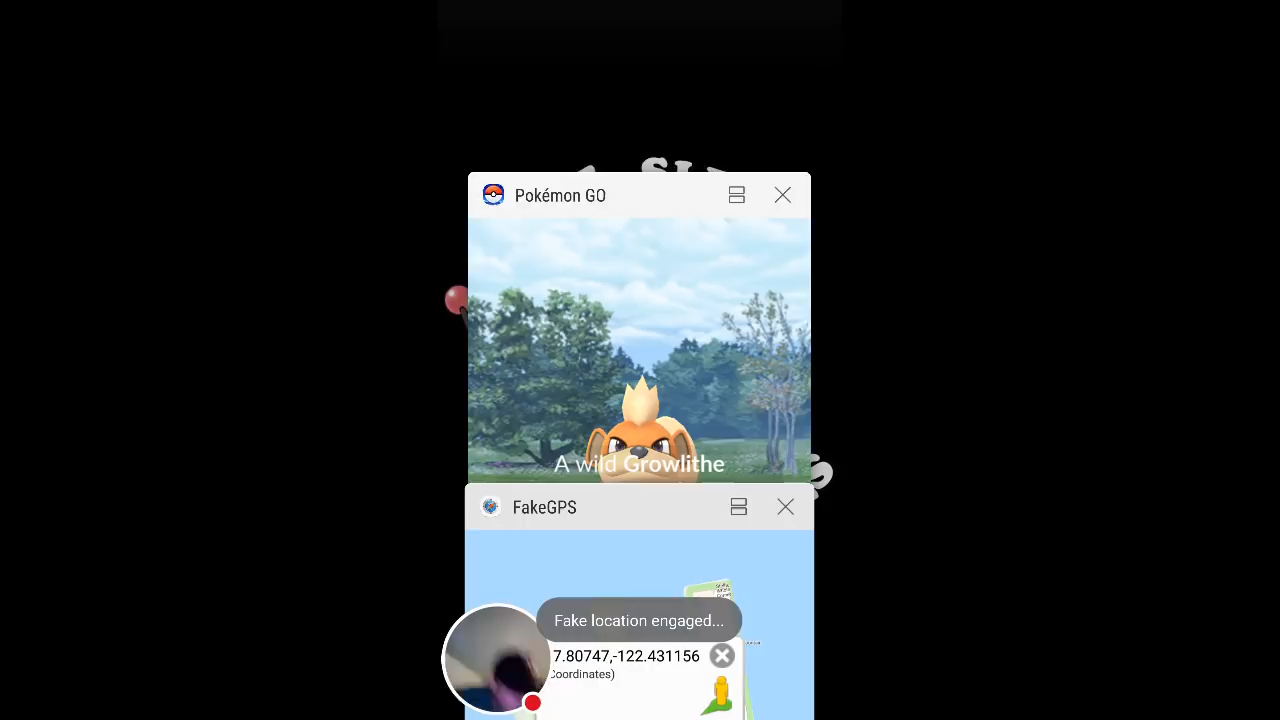 Pokémon GO
A wild Growlithe
FakeGPS
Fake location engaged...
7.80747,-122.431156
Coordinates)